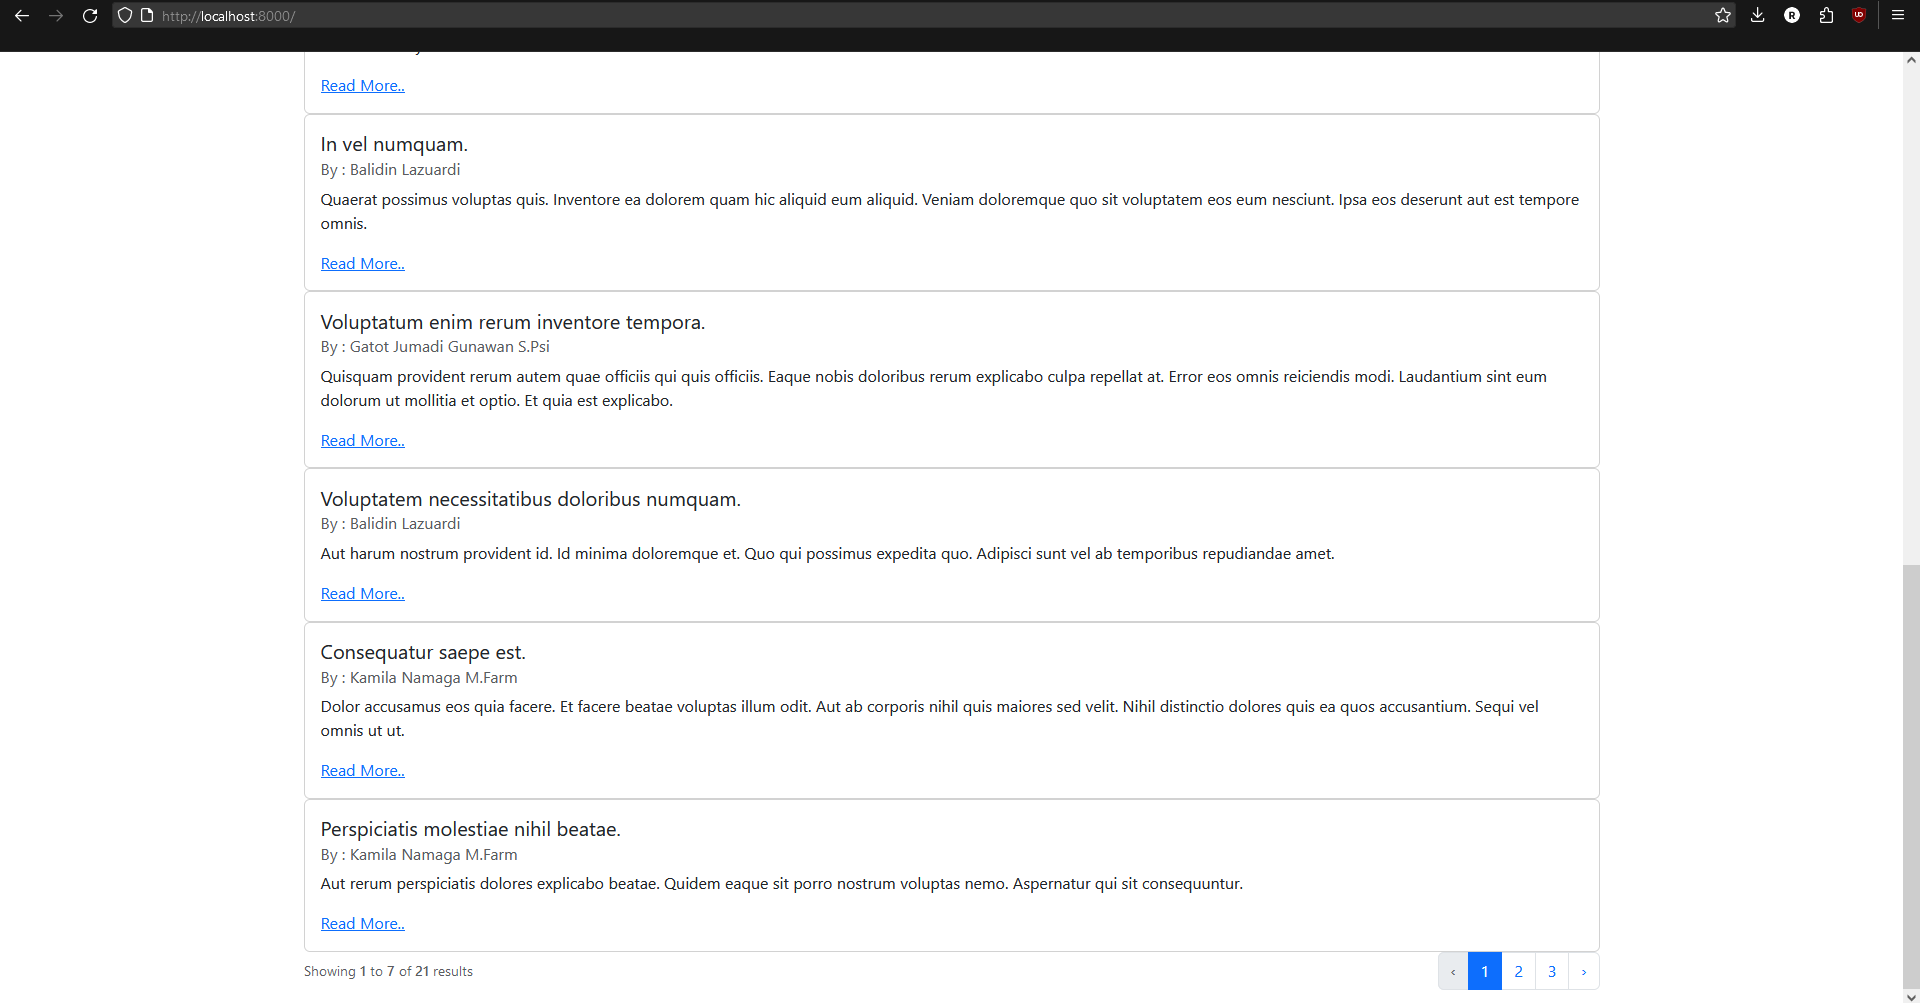 http://localhost:8000/
Read More..
In vel numquam.
By : Balidin Lazuardi
Quaerat possimus voluptas quis. Inventore ea dolorem quam hic aliquid eum aliquid. Veniam doloremque quo sit voluptatem eos eum nesciunt. Ipsa eos deserunt aut est tempore
omnis.
Read More..
Voluptatum enim rerum inventore tempora.
By : Gatot Jumadi Gunawan S.Psi
Quisquam provident rerum autem quae officiis qui quis officiis. Eaque nobis doloribus rerum explicabo culpa repellat at. Error eos omnis reiciendis modi. Laudantium sint eum
dolorum ut mollitia et optio. Et quia est explicabo.
Read More..
Voluptatem necessitatibus doloribus numquam.
By : Balidin Lazuardi
Aut harum nostrum provident id. Id minima doloremque et. Quo qui possimus expedita quo. Adipisci sunt vel ab temporibus repudiandae amet.
Read More..
Consequatur saepe est.
By : Kamila Namaga M.Farm
Dolor accusamus eos quia facere. Et facere beatae voluptas illum odit. Aut ab corporis nihil quis maiores sed velit. Nihil distinctio dolores quis ea quos accusantium. Sequi vel
omnis ut ut.
Read More..
Perspiciatis molestiae nihil beatae.
By : Kamila Namaga M.Farm
Aut rerum perspiciatis dolores explicabo beatae. Quidem eaque sit porro nostrum voluptas nemo. Aspernatur qui sit consequuntur.
Read More..
Showing 1 to 7 of 21 results ‹ 1 2 3 ›